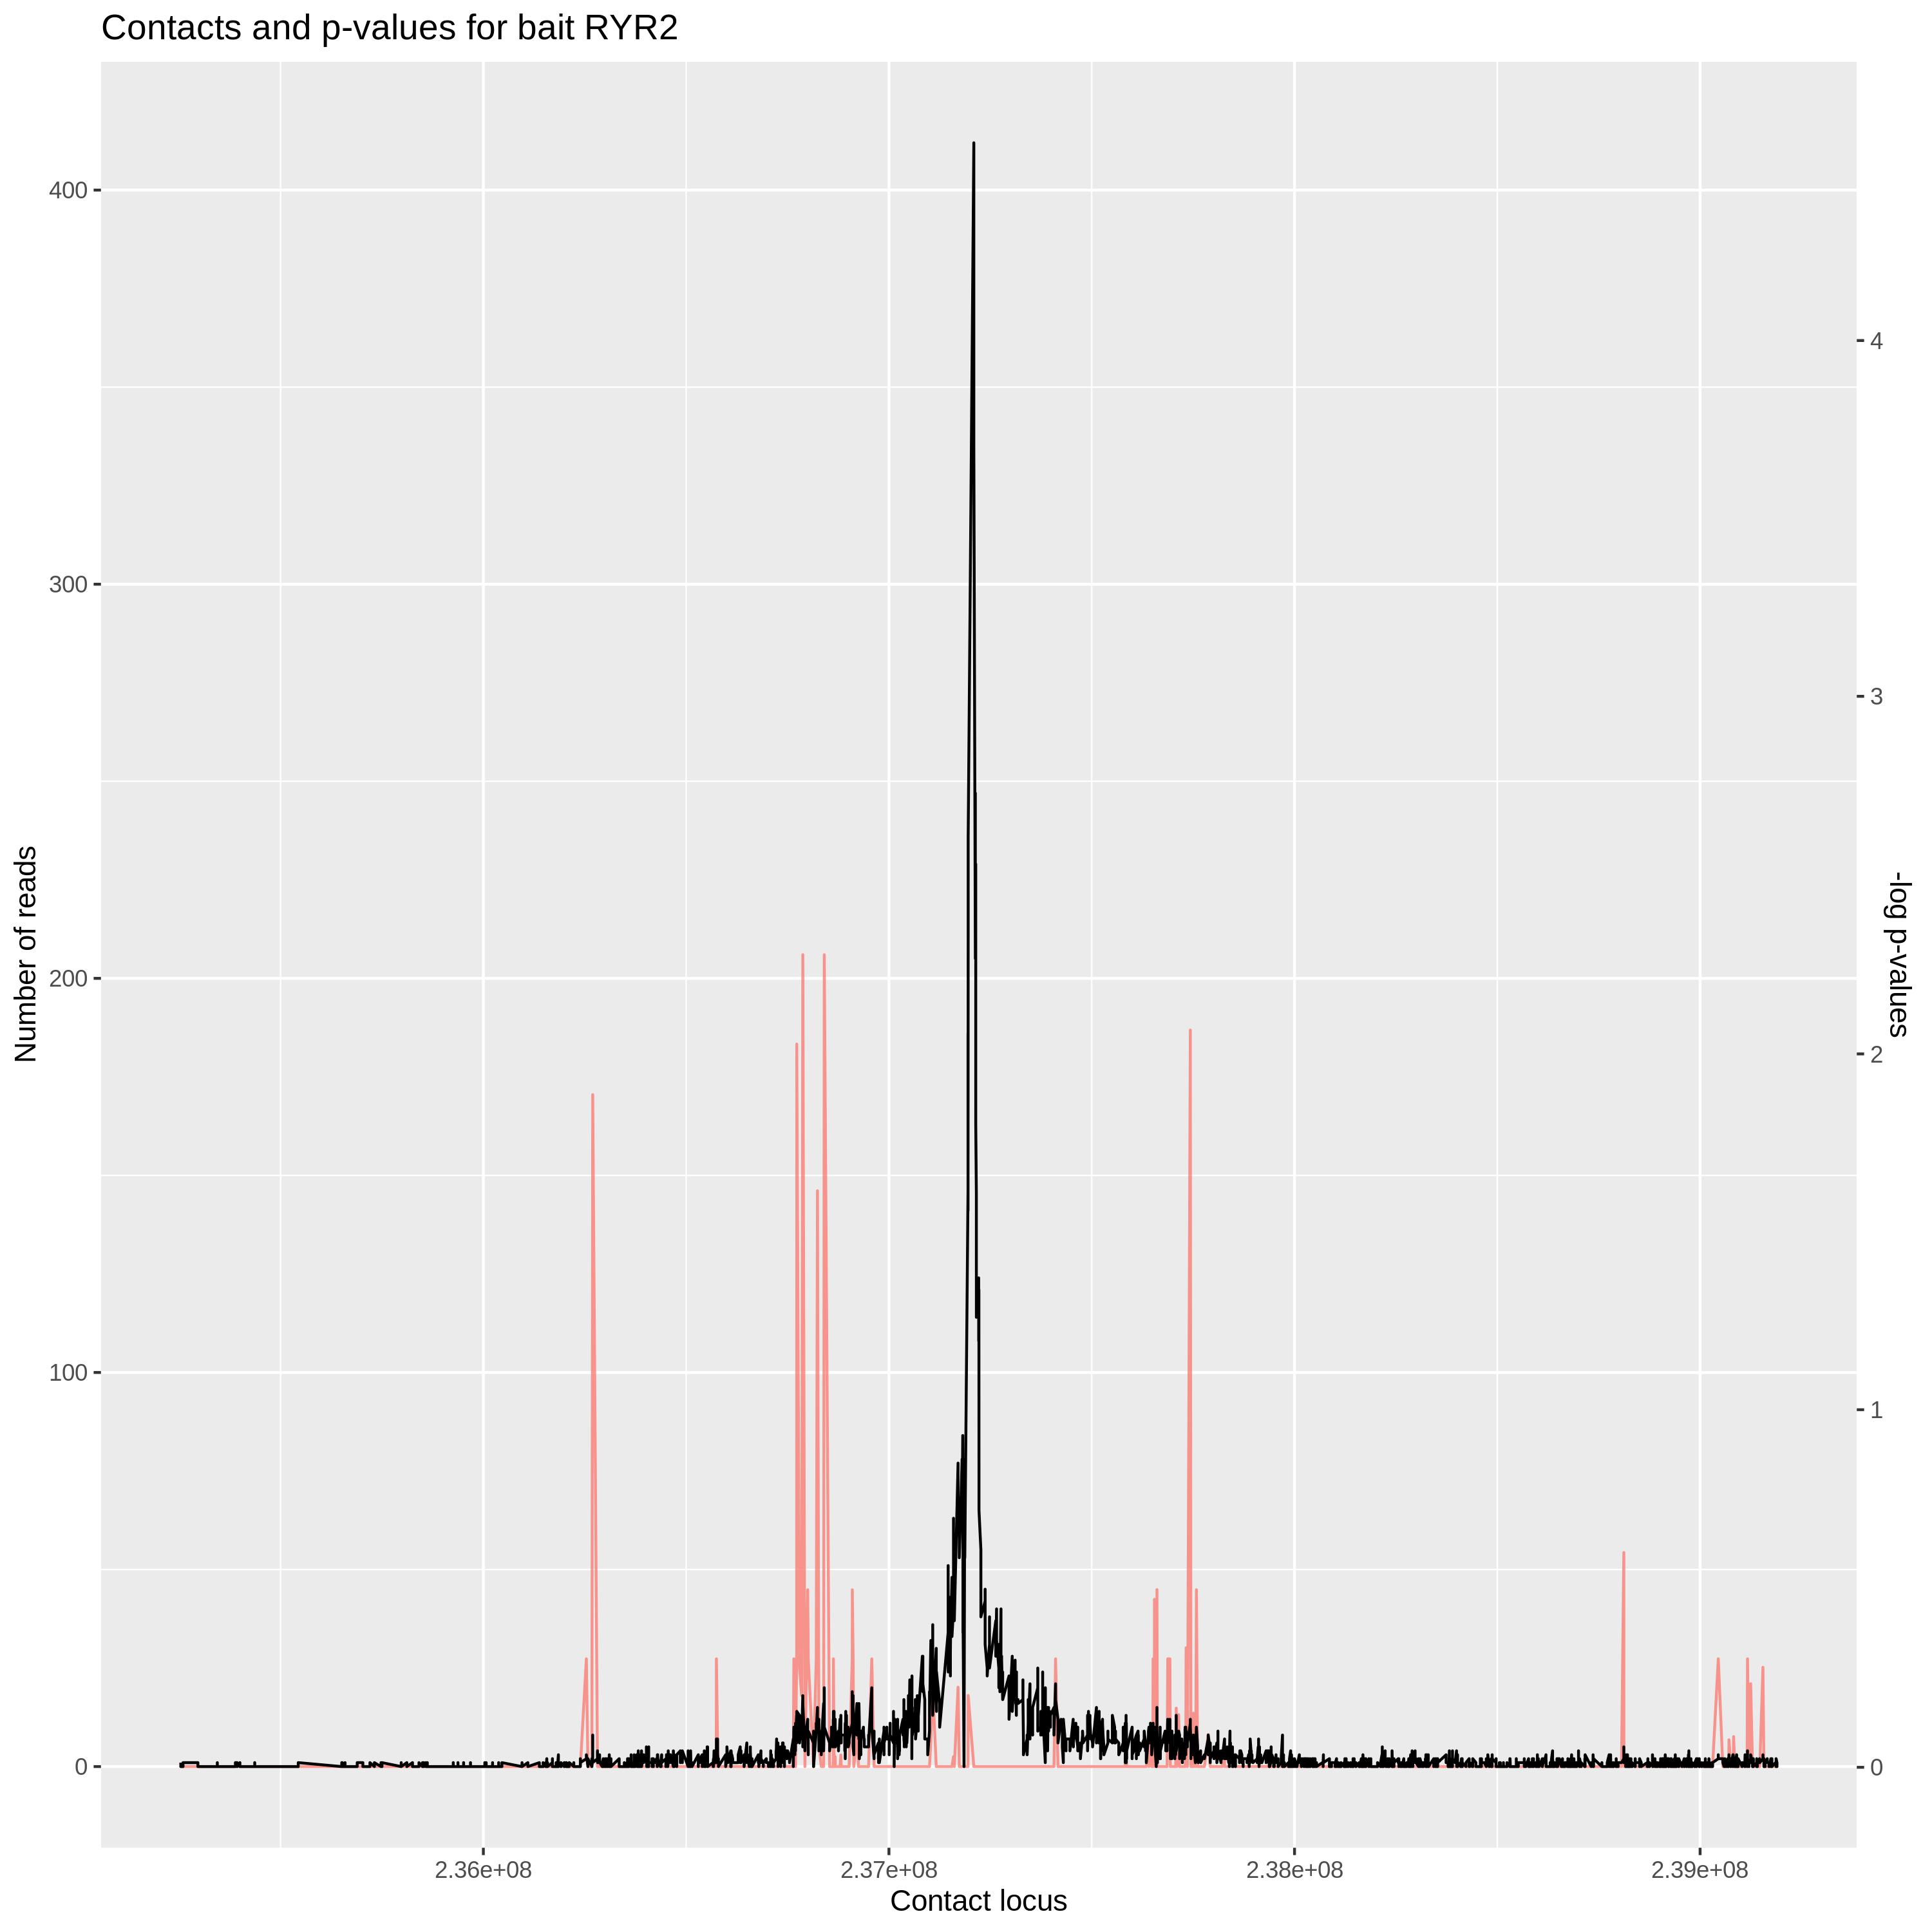 Contacts and p-values for bait RYR2
Number of reads
400
300
200
100
0
4
3
2
1
0
-log p-values
2.36e+08
2.37e+08
2.38e+08
2.39e+08
Contact locus